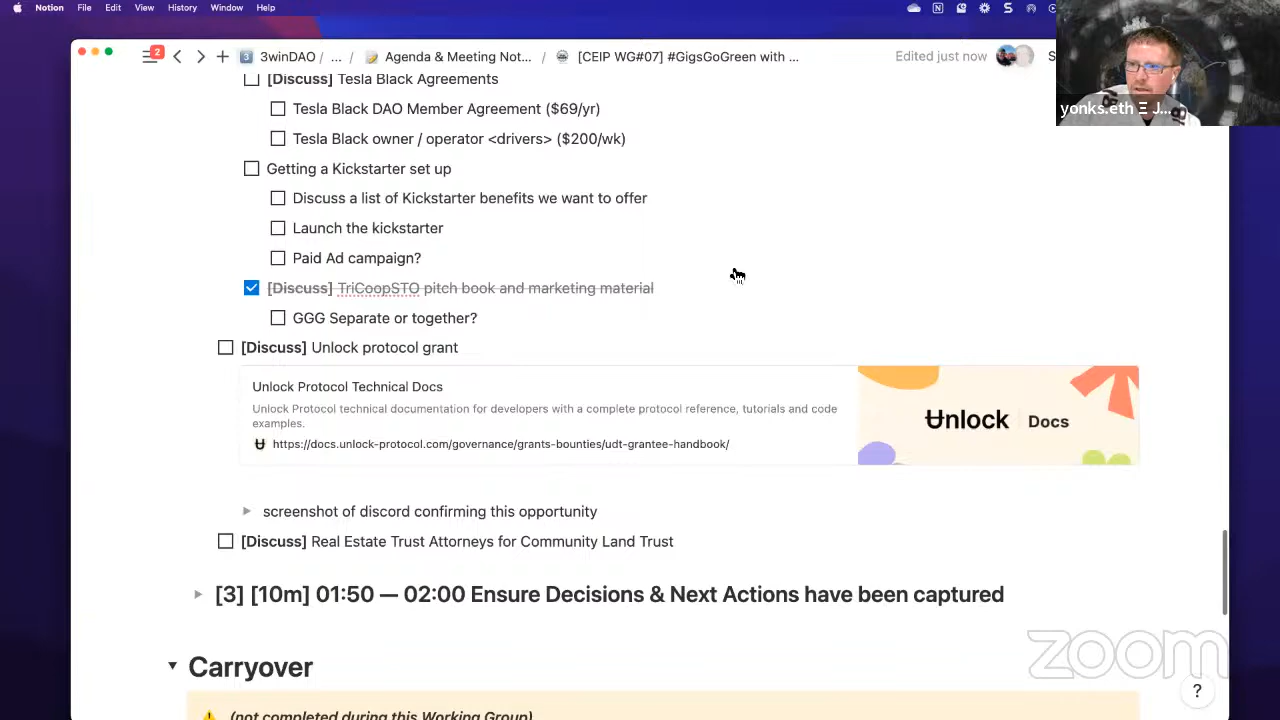 Notion File Edit View History Window Help
2
3 3winDAO / ... / Agenda & Meeting Not... / [CEIP WG#07] #GigsGoGreen with ... Edited just now S
yonks.eth Ξ J...
[Discuss] Tesla Black Agreements
Tesla Black DAO Member Agreement ($69/yr)
Tesla Black owner / operator <drivers> ($200/wk)
Getting a Kickstarter set up
Discuss a list of Kickstarter benefits we want to offer
Launch the kickstarter
Paid Ad campaign?
[Discuss] TriCoopSTO pitch book and marketing material
GGG Separate or together?
[Discuss] Unlock protocol grant
Unlock Protocol Technical Docs
Unlock Protocol technical documentation for developers with a complete protocol reference, tutorials and code
examples.
https://docs.unlock-protocol.com/governance/grants-bounties/udt-grantee-handbook/
Unlock Docs
screenshot of discord confirming this opportunity
[Discuss] Real Estate Trust Attorneys for Community Land Trust
[3] [10m] 01:50 — 02:00 Ensure Decisions & Next Actions have been captured
zoom
Carryover
?
(not completed during this Working Group)